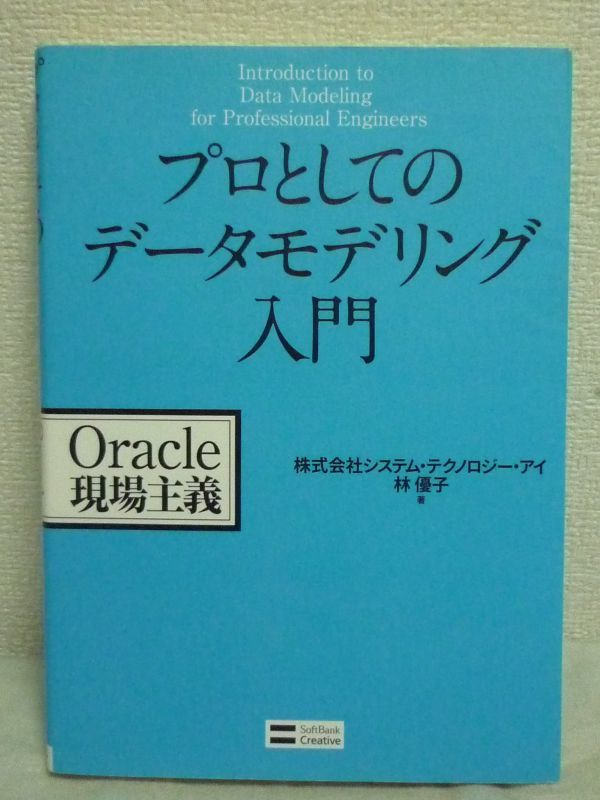 Introduction to
Data Modeling
for Professional Engineers
プロとしての
データモデリング
入門
Oracle
現場主義
株式会社システム・テクノロジー・アイ
林 優子
著
SoftBank
Creative